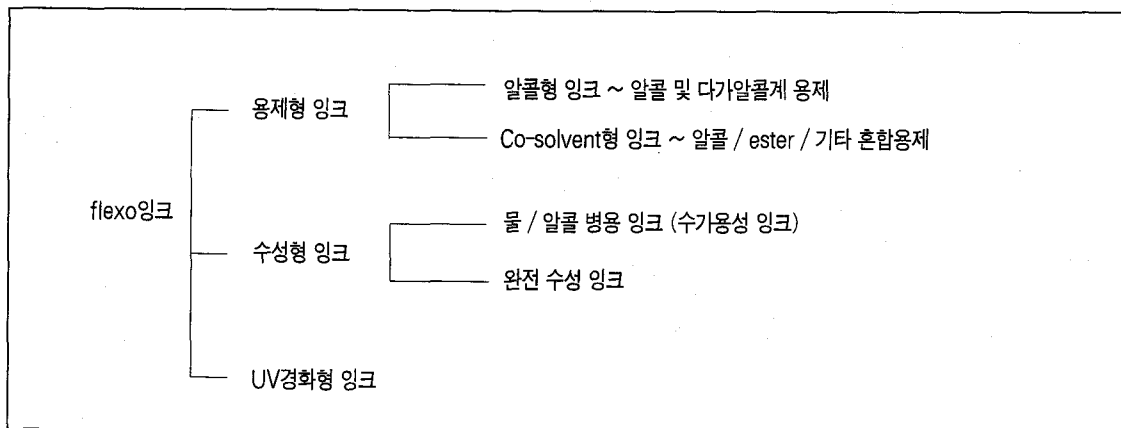 알콜형 잉크 ~ 알콜 및 다가알콜계 용제
용제형 잉크
Co-solvent형 잉크 ~ 알콜 / ester / 기타 혼합용제
flexo잉크
물 / 알콜 병용 잉크 (수가용성 잉크)
수성형 잉크
완전 수성 잉크
UV경화형 잉크